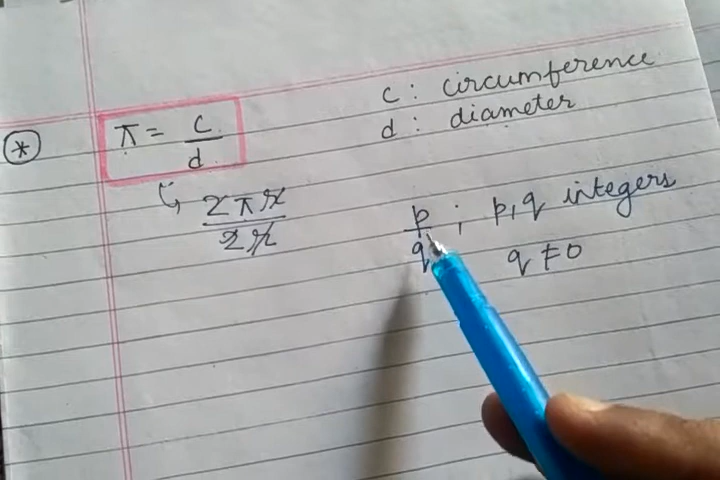 c : circumference
d : diameter
* π = c/d
2πr/2r
p/q ; p, q integers
q ≠ 0